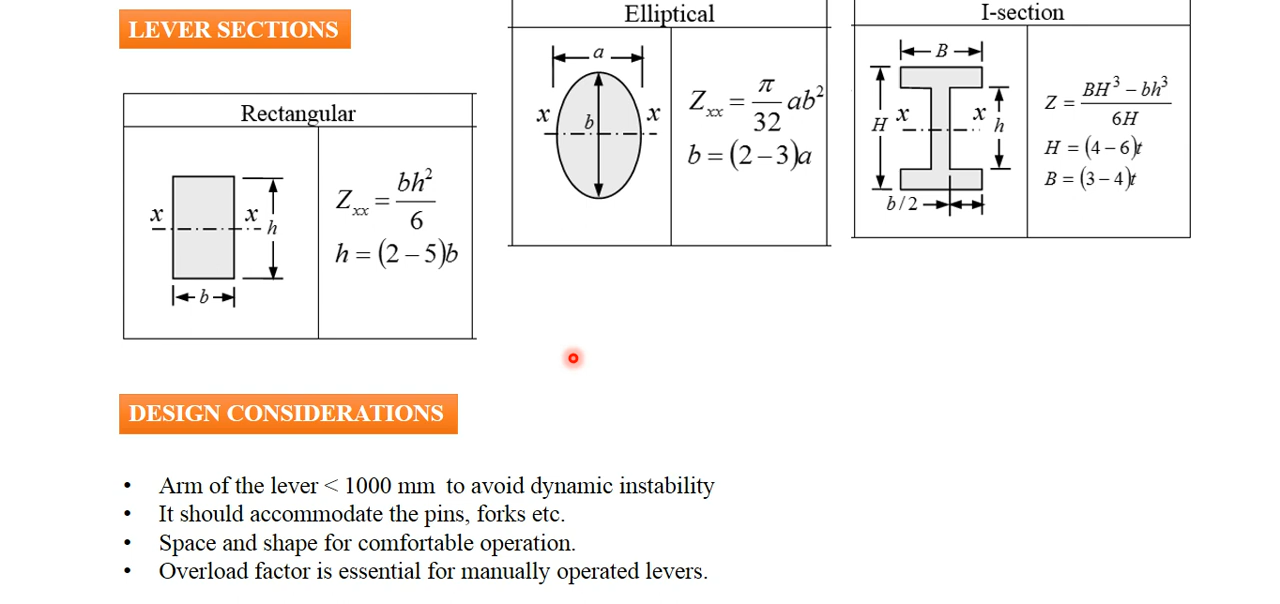 LEVER SECTIONS
Rectangular
x
x
h
b
Z_xx = bh²/6
h = (2 – 5)b
Elliptical
a
x
b
x
Z_xx = π/32 ab²
b = (2 – 3)a
I-section
B
H
x
x
h
b/2
Z = (BH³ – bh³)/6H
H = (4 – 6)t
B = (3 – 4)t
DESIGN CONSIDERATIONS
• Arm of the lever < 1000 mm to avoid dynamic instability
• It should accommodate the pins, forks etc.
• Space and shape for comfortable operation.
• Overload factor is essential for manually operated levers.